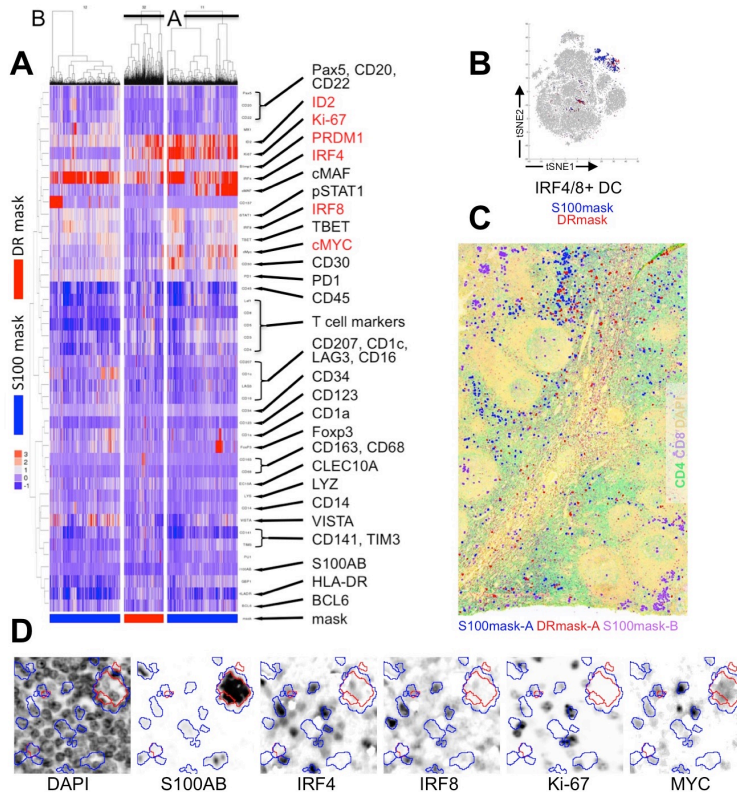 B
A
A
Pax5, CD20,
CD22
ID2
Ki-67
PRDM1
IRF4
cMAF
pSTAT1
IRF8
TBET
cMYC
CD30
PD1
CD45
T cell markers
CD207, CD1c,
LAG3, CD16
CD34
CD123
CD1a
Foxp3
CD163, CD68
CLEC10A
LYZ
CD14
VISTA
CD141, TIM3
S100AB
HLA-DR
BCL6
mask
DR mask
S100 mask
3
2
1
0
-1
B
tSNE2
tSNE1
IRF4/8+ DC
S100mask
DRmask
C
CD4 CD8 DAPI
S100mask-A DRmask-A S100mask-B
D
DAPI
S100AB
IRF4
IRF8
Ki-67
MYC